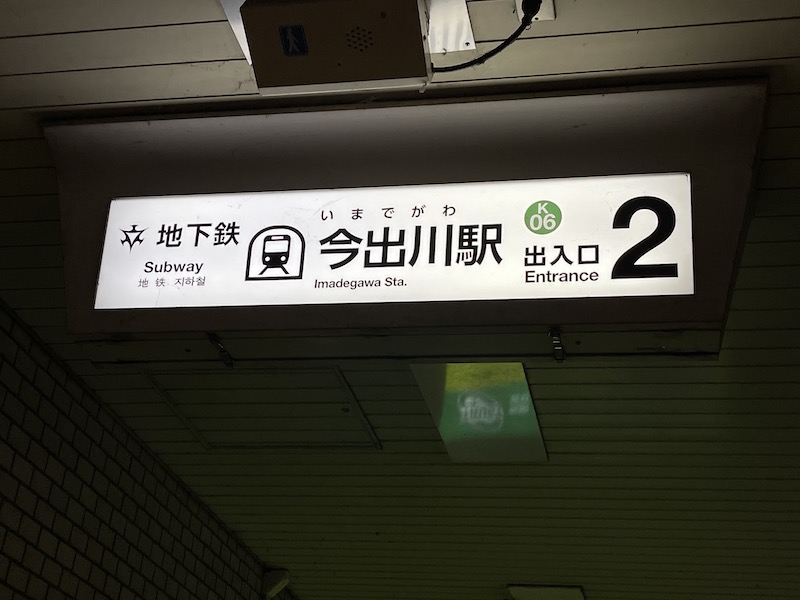 地下鉄
Subway
地 铁 지하철
いまでがわ
今出川駅
Imadegawa Sta.
K
06
出入口
Entrance
2